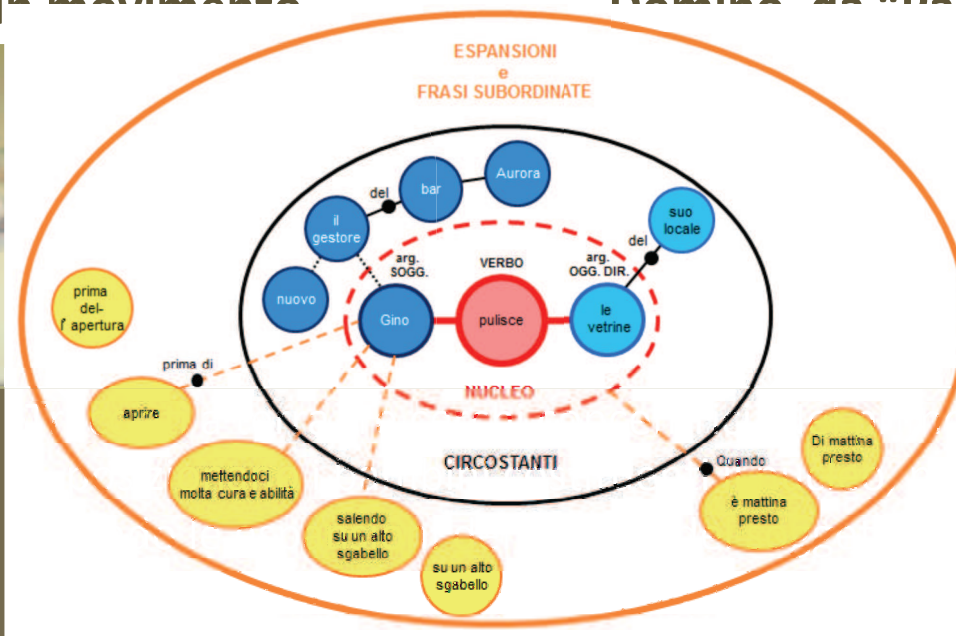 in movimento
ESPANSIONI
e
FRASI SUBORDINATE
Aurora
bar
del
il
gestore
suo
locale
del
arg.
SOGG.
VERBO
arg.
OGG. DIR.
nuovo
Gino
pulisce
le
vetrine
prima
del-
l' apertura
prima di
aprire
NUCLEO
CIRCOSTANTI
mettendoci
molta cura e abilità
salendo
su un alto
sgabello
su un alto
sgabello
Quando
è mattina
presto
Di mattina
presto